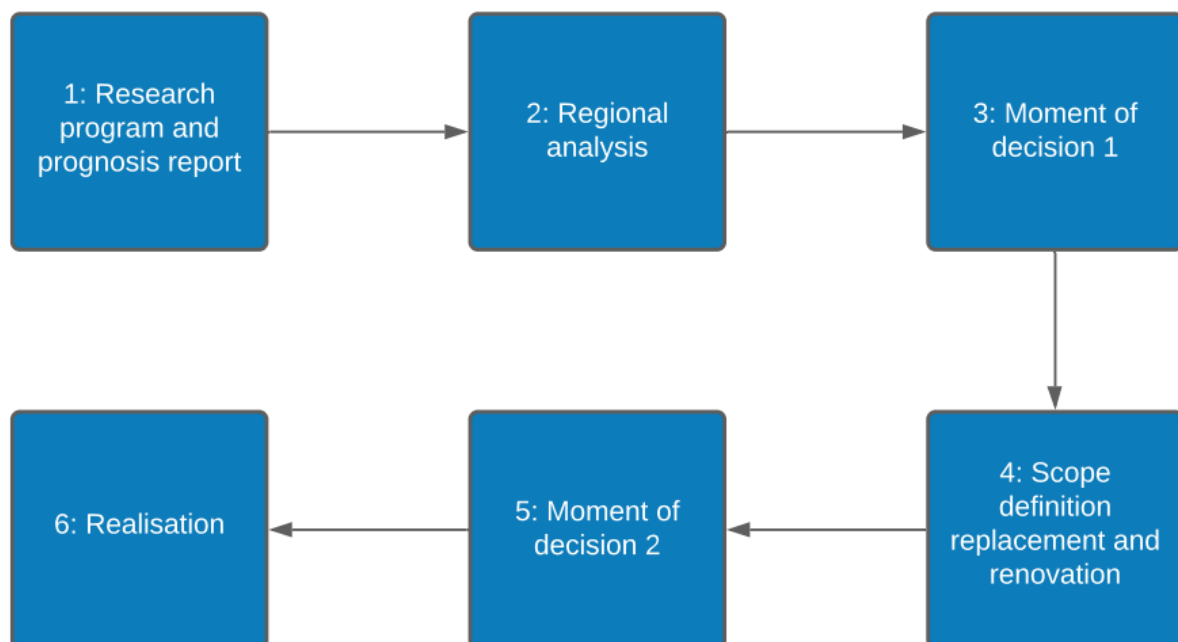 1: Research
program and
prognosis report
2: Regional
analysis
3: Moment of
decision 1
4: Scope
definition
replacement and
renovation
5: Moment of
decision 2
6: Realisation